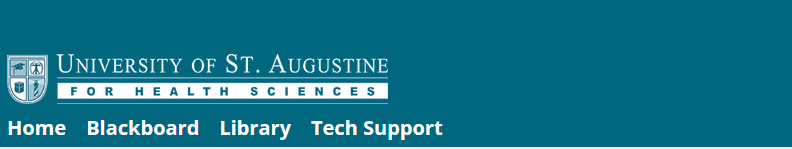 UNIVERSITY OF ST. AUGUSTINE
FOR HEALTH SCIENCES
Home Blackboard Library Tech Support